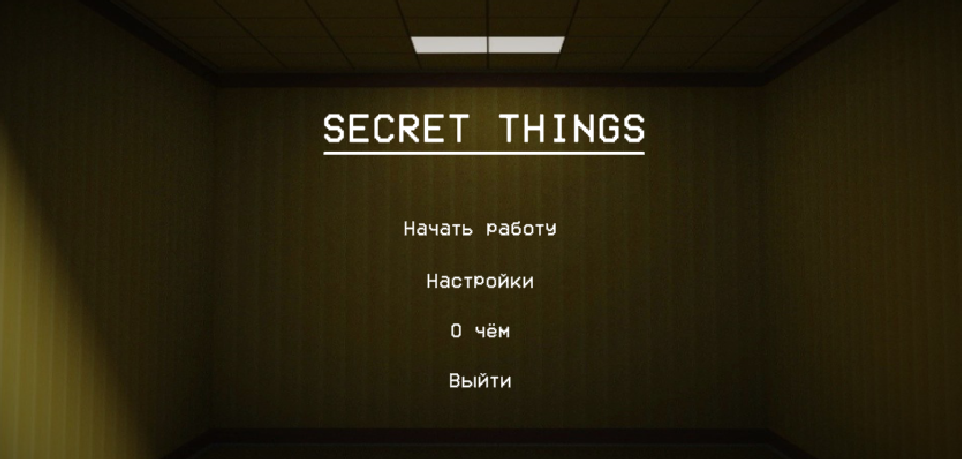 SECRET THINGS
Начать работу
Настройки
О чём
Выйти